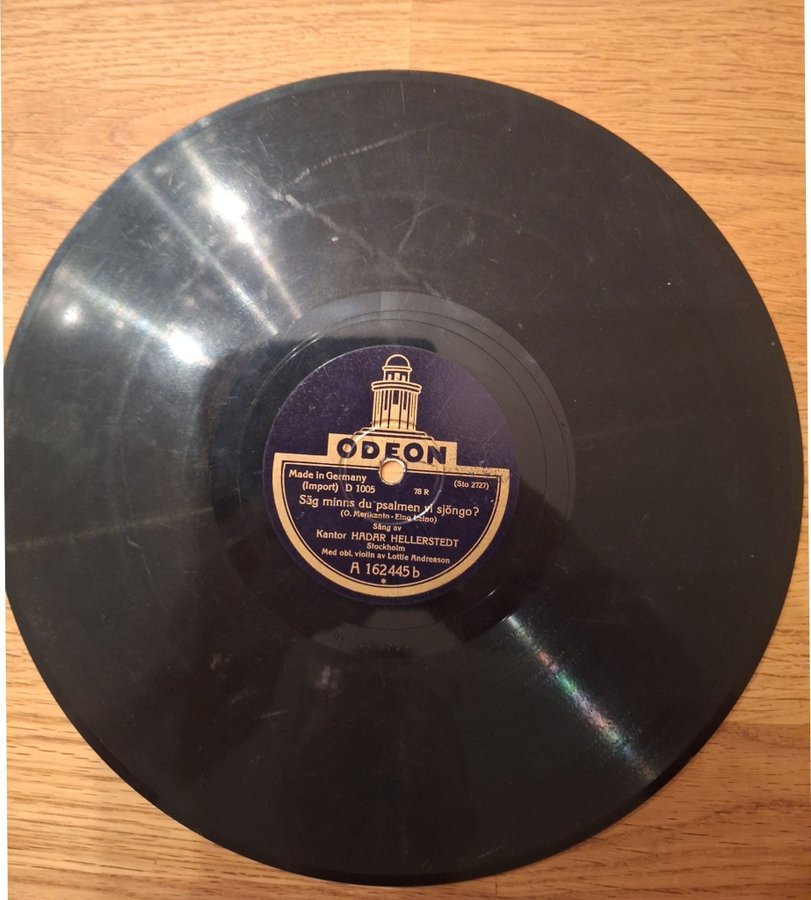 ODEON
Made in Germany
(Import) D 1005 78 R (Sto 2727)
Säg minns du psalmen vi sjöngo?
(O. Merikanto - Eino Leino)
Sång av
Kantor HADAR HELLERSTEDT
Stockholm
Med obl. violin av Lottie Andreason
A 162445 b
*